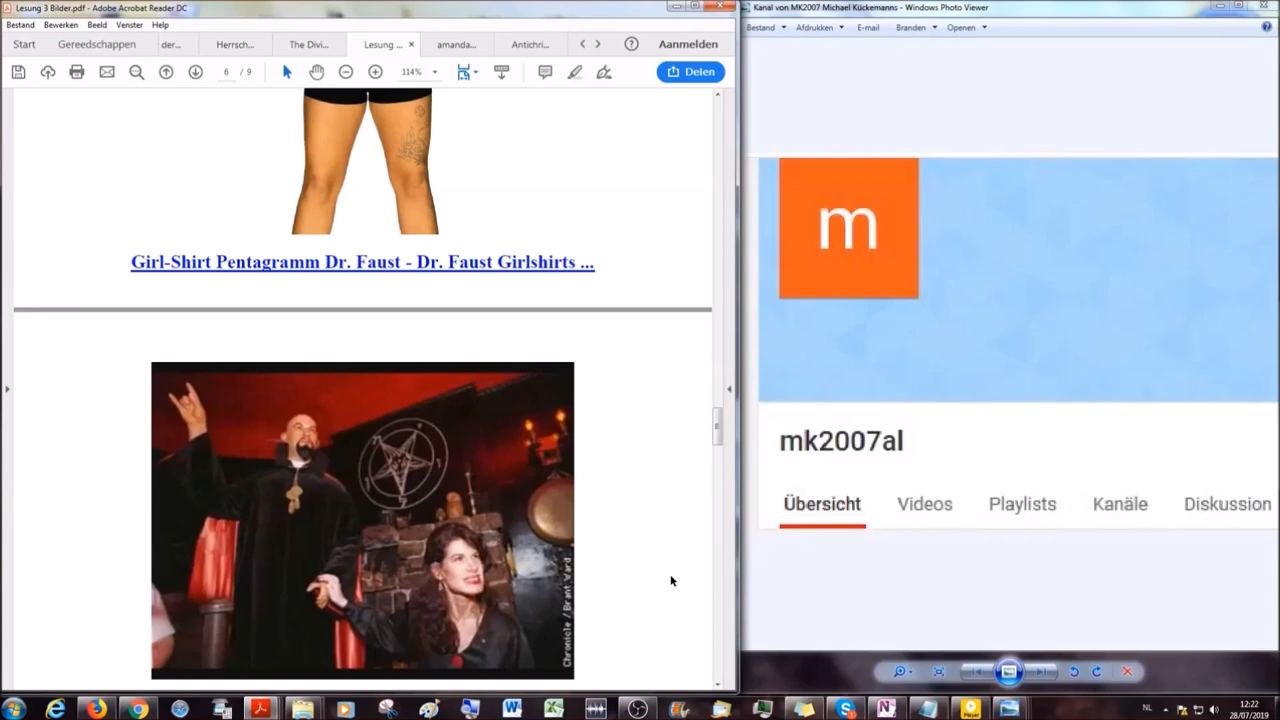 Lesung 3 Bilder.pdf - Adobe Acrobat Reader DC
Bestand Bewerken Beeld Venster Help
Start Gereedschappen der... Herrsch... The Divi... Lesung ... × amanda... Antichri... Aanmelden
6 / 9 114% Delen
Girl-Shirt Pentagramm Dr. Faust - Dr. Faust Girlshirts ...
Chronicle / Brant Ward
Kanal von MK2007 Michael Kückemanns - Windows Photo Viewer
Bestand Afdrukken E-mail Branden Openen
m
mk2007al
Übersicht Videos Playlists Kanäle Diskussion
NL 12:22
28/07/2019